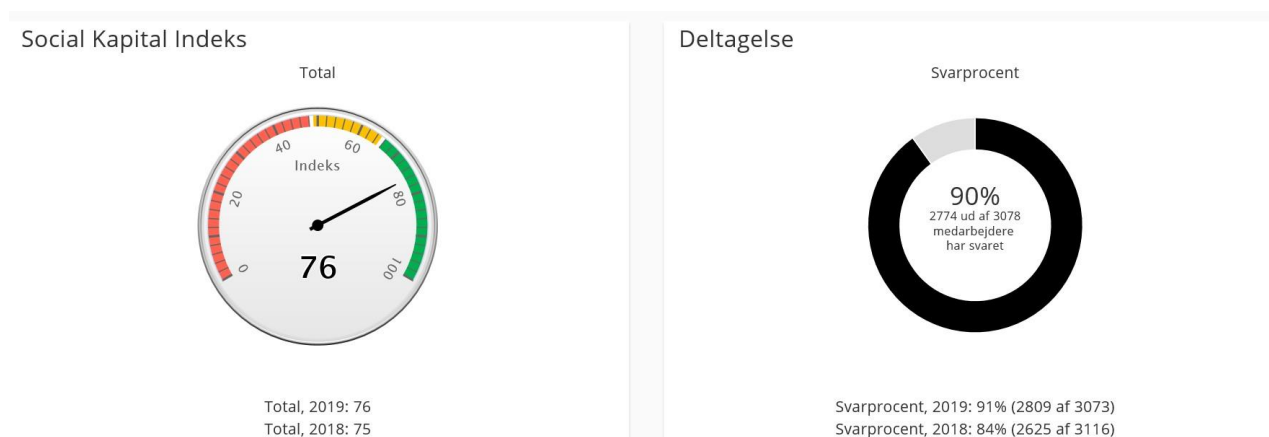 Social Kapital Indeks
Total
0
20
40
60
80
100
Indeks
76
Total, 2019: 76
Total, 2018: 75
Deltagelse
Svarprocent
90%
2774 ud af 3078
medarbejdere
har svaret
Svarprocent, 2019: 91% (2809 af 3073)
Svarprocent, 2018: 84% (2625 af 3116)